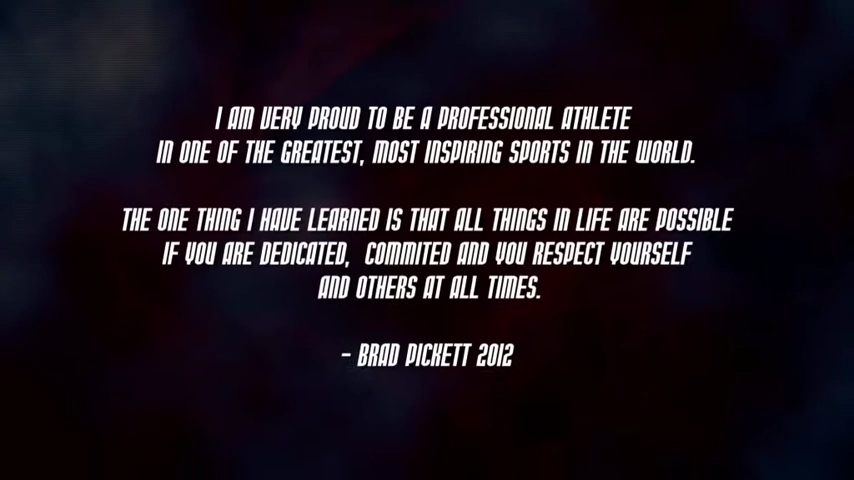 I AM VERY PROUD TO BE A PROFESSIONAL ATHLETE
IN ONE OF THE GREATEST, MOST INSPIRING SPORTS IN THE WORLD.
THE ONE THING I HAVE LEARNED IS THAT ALL THINGS IN LIFE ARE POSSIBLE
IF YOU ARE DEDICATED, COMMITED AND YOU RESPECT YOURSELF
AND OTHERS AT ALL TIMES.
- BRAD PICKETT 2012